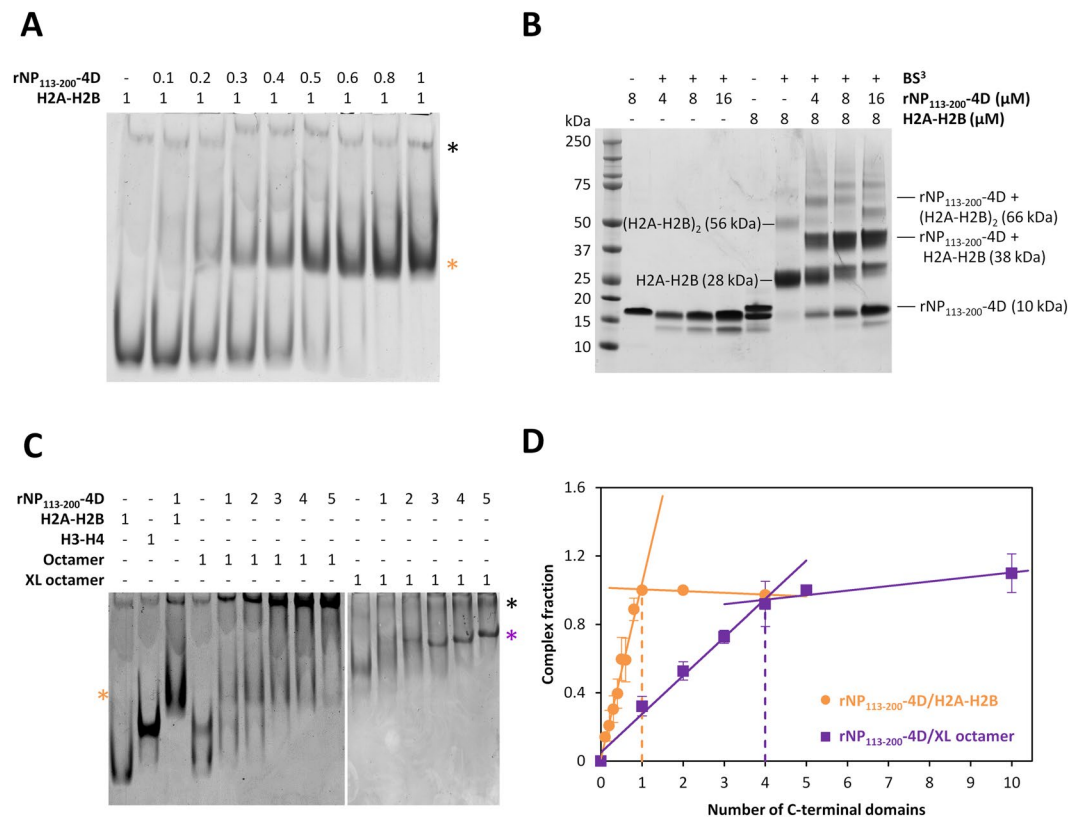 A
rNP113-200-4D - 0.1 0.2 0.3 0.4 0.5 0.6 0.8 1
H2A-H2B 1 1 1 1 1 1 1 1 1
*
*
B
- + + + - + + + + BS3
8 4 8 16 - - 4 8 16 rNP113-200-4D (μM)
- - - - 8 8 8 8 8 H2A-H2B (μM)
kDa
250
75
50
37
25
20
15
10
(H2A-H2B)2 (56 kDa)
H2A-H2B (28 kDa)
rNP113-200-4D +
(H2A-H2B)2 (66 kDa)
rNP113-200-4D +
H2A-H2B (38 kDa)
rNP113-200-4D (10 kDa)
C
rNP113-200-4D - - 1 - 1 2 3 4 5 - 1 2 3 4 5
H2A-H2B 1 - 1 - - - - - - - - - - - -
H3-H4 - 1 - - - - - - - - - - - - -
Octamer - - - 1 1 1 1 1 1 - - - - - -
XL octamer - - - - - - - - - 1 1 1 1 1 1
*
*
*
D
Complex fraction
1.6
1.2
0.8
0.4
0
0 1 2 3 4 5 6 7 8 9 10
Number of C-terminal domains
rNP113-200-4D/H2A-H2B
rNP113-200-4D/XL octamer